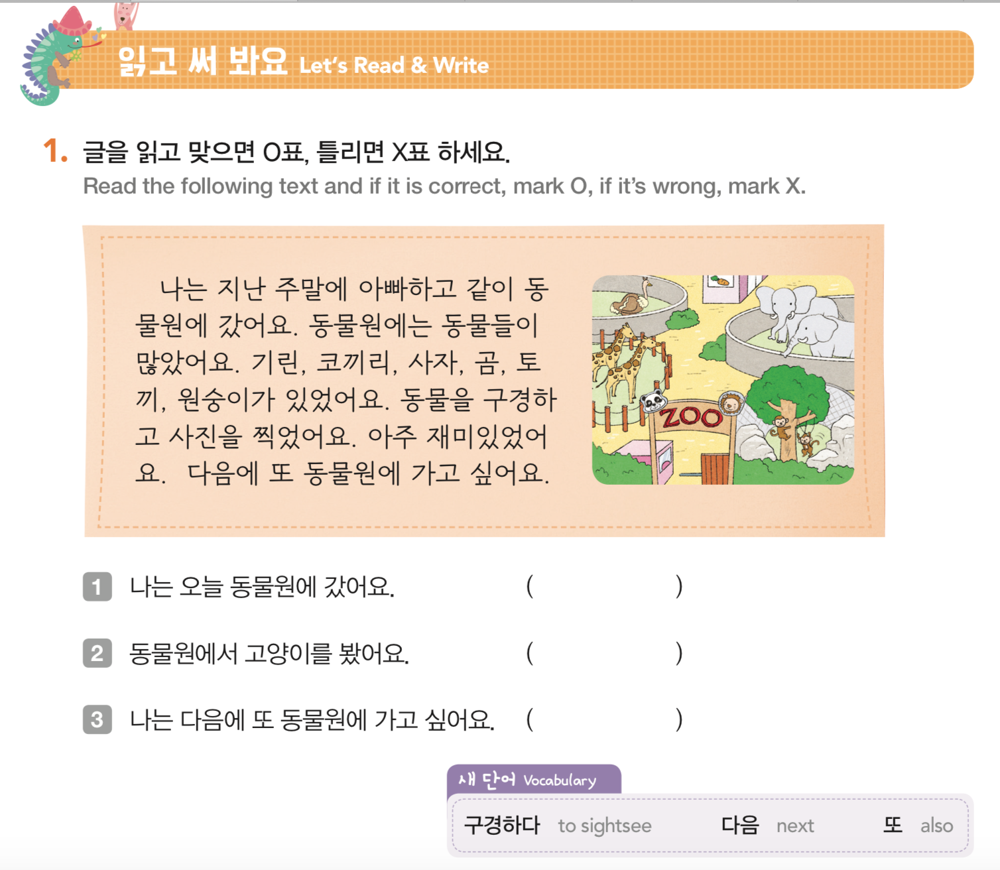 읽고 써 봐요 Let's Read & Write
1. 글을 읽고 맞으면 O표, 틀리면 X표 하세요.
Read the following text and if it is correct, mark O, if it's wrong, mark X.
나는 지난 주말에 아빠하고 같이 동
물원에 갔어요. 동물원에는 동물들이
많았어요. 기린, 코끼리, 사자, 곰, 토
끼, 원숭이가 있었어요. 동물을 구경하
고 사진을 찍었어요. 아주 재미있었어
요. 다음에 또 동물원에 가고 싶어요.
ZOO
1 나는 오늘 동물원에 갔어요. ( )
2 동물원에서 고양이를 봤어요. ( )
3 나는 다음에 또 동물원에 가고 싶어요. ( )
새 단어 Vocabulary
구경하다 to sightsee 다음 next 또 also